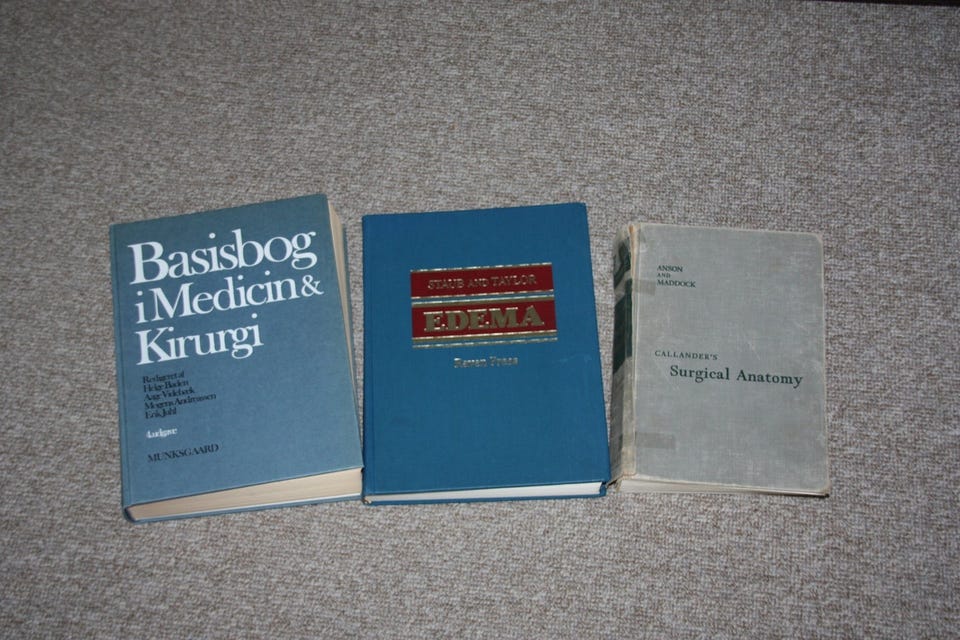 Basisbog
i Medicin &
Kirurgi
Redigeret af
Helge Baden
Aage Videbæk
Mogens Andreassen
Erik Juhl
4. udgave
MUNKSGAARD
STAUB AND TAYLOR
EDEMA
Raven Press
ANSON
AND
MADDOCK
CALLANDER'S
Surgical Anatomy